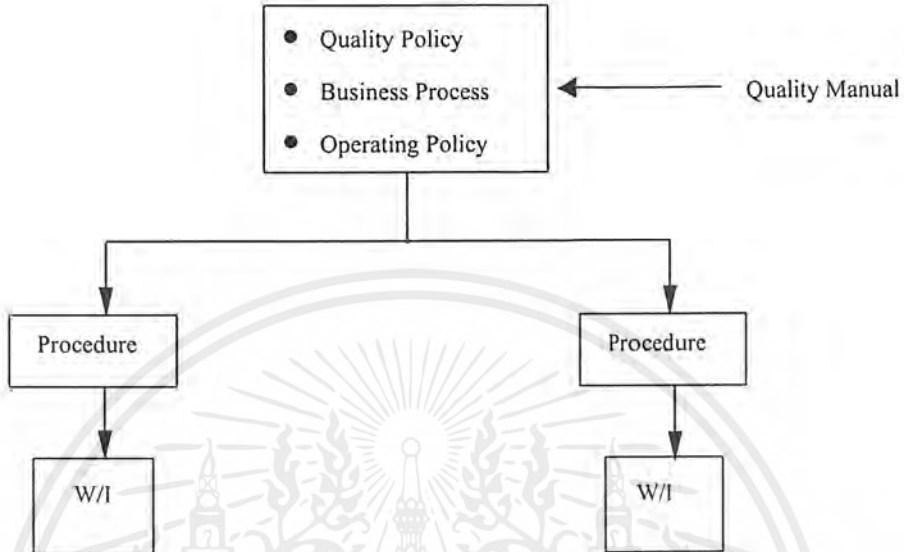 ● Quality Policy
● Business Process
● Operating Policy
Quality Manual
Procedure
Procedure
W/I
W/I